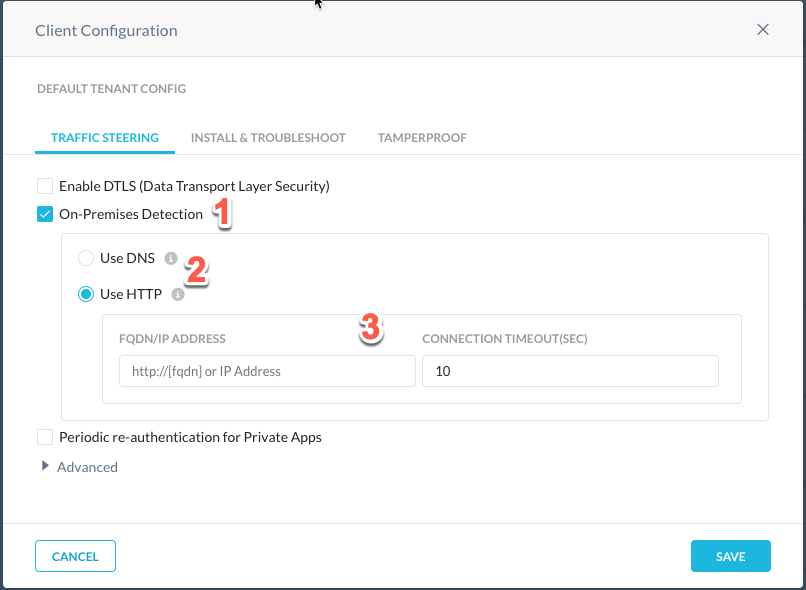 Client Configuration
DEFAULT TENANT CONFIG
TRAFFIC STEERING INSTALL & TROUBLESHOOT TAMPERPROOF
Enable DTLS (Data Transport Layer Security)
On-Premises Detection 1
Use DNS
2
Use HTTP
3
FQDN/IP ADDRESS CONNECTION TIMEOUT(SEC)
http://[fqdn] or IP Address 10
Periodic re-authentication for Private Apps
Advanced
CANCEL SAVE